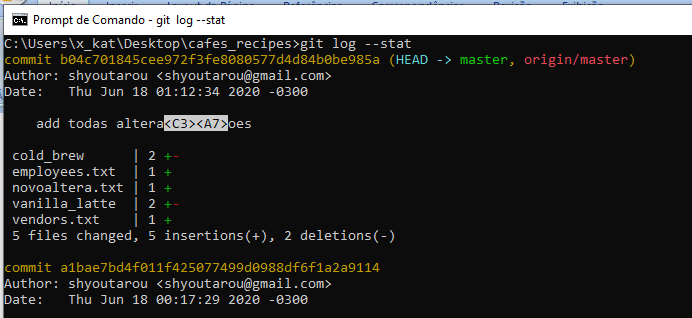 Prompt de Comando - git log --stat
C:\Users\x_kat\Desktop\cafes_recipes>git log --stat
commit b04c701845cee972f3fe8080577d4d84b0be985a (HEAD -> master, origin/master)
Author: shyoutarou <shyoutarou@gmail.com>
Date:   Thu Jun 18 01:12:34 2020 -0300
add todas altera<C3><A7>oes
cold_brew      | 2 +-
employees.txt  | 1 +
novoaltera.txt | 1 +
vanilla_latte  | 2 +-
vendors.txt    | 1 +
5 files changed, 5 insertions(+), 2 deletions(-)
commit a1bae7bd4f011f425077499d0988df6f1a2a9114
Author: shyoutarou <shyoutarou@gmail.com>
Date:   Thu Jun 18 00:17:29 2020 -0300